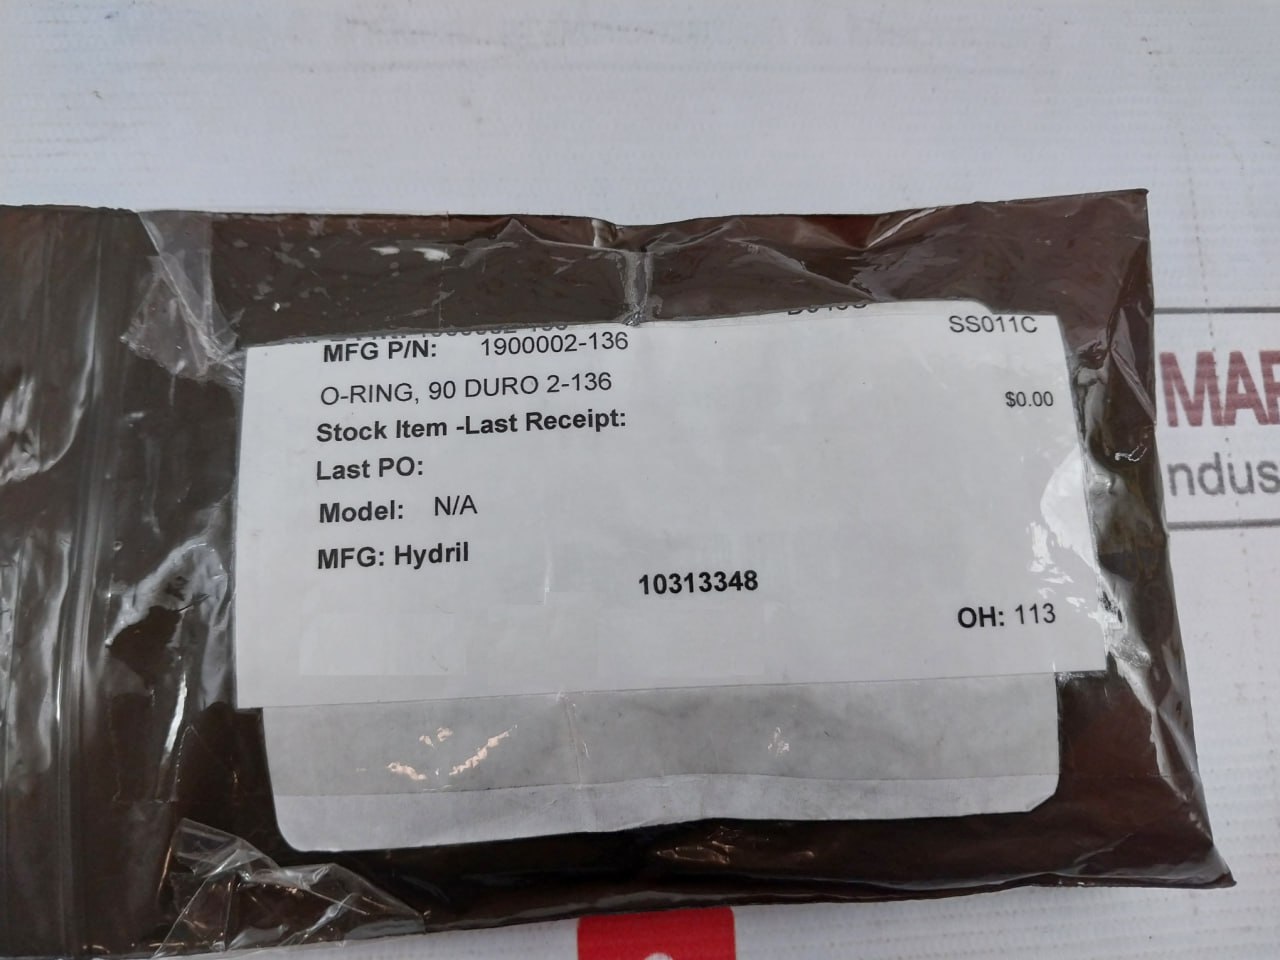 SS011C
MFG P/N: 1900002-136
O-RING, 90 DURO 2-136
$0.00
Stock Item -Last Receipt:
Last PO:
Model: N/A
MFG: Hydril
10313348
OH: 113
MAR
ndus